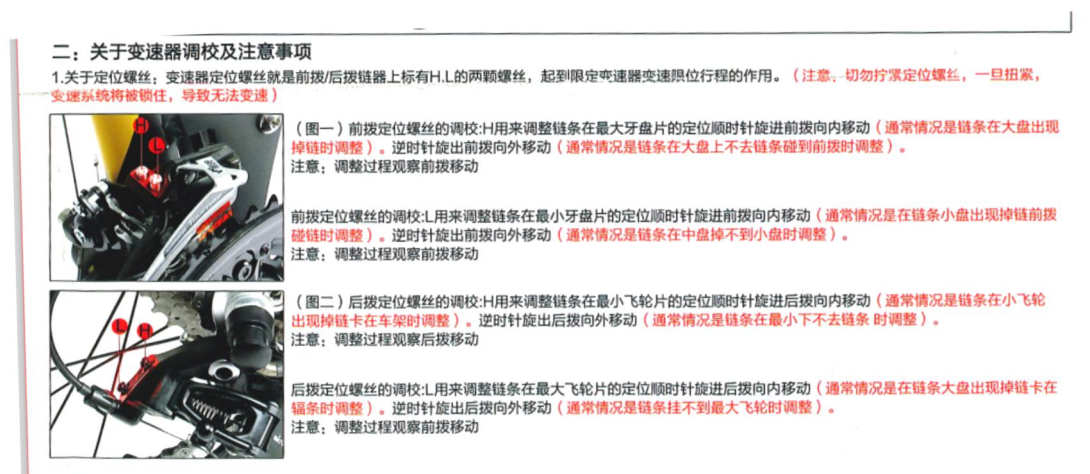 二：关于变速器调校及注意事项
1.关于定位螺丝；变速器定位螺丝就是前拨/后拨链器上标有H.L的两颗螺丝，起到限定变速器变速限位行程的作用。（注意，切勿拧紧定位螺丝，一旦扭紧，
变速系统将被锁住，导致无法变速）
H
L
（图一）前拨定位螺丝的调校:H用来调整链条在最大牙盘片的定位顺时针旋进前拨向内移动（通常情况是链条在大盘出现
掉链时调整）。逆时针旋出前拨向外移动（通常情况是链条在大盘上不去链条碰到前拨时调整）。
注意；调整过程观察前拨移动
前拨定位螺丝的调校:L用来调整链条在最小牙盘片的定位顺时针旋进前拨向内移动（通常情况是在链条小盘出现掉链前拨
碰链时调整）。逆时针旋出前拨向外移动（通常情况是链条在中盘掉不到小盘时调整）。
注意；调整过程观察前拨移动
L H
（图二）后拨定位螺丝的调校:H用来调整链条在最小飞轮片的定位顺时针旋进后拨向内移动（通常情况是链条在小飞轮
出现掉链卡在车架时调整）。逆时针旋出后拨向外移动（通常情况是链条在最小下不去链条 时调整）。
注意；调整过程观察后拨移动
后拨定位螺丝的调校:L用来调整链条在最大飞轮片的定位顺时针旋进后拨向内移动（通常情况是在链条大盘出现掉链卡在
辐条时调整）。逆时针旋出后拨向外移动（通常情况是链条挂不到最大飞轮时调整）。
注意；调整过程观察前拨移动